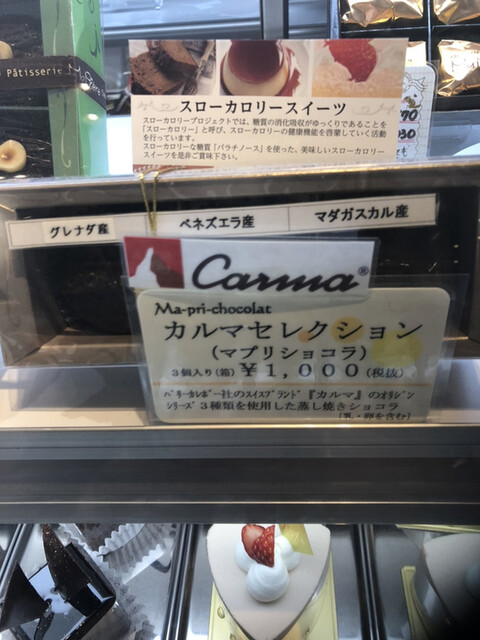 Pâtisserie
スローカロリースイーツ
スローカロリープロジェクトでは、糖質の消化吸収がゆっくりであることを
「スローカロリー」と呼び、スローカロリーの健康機能を啓蒙していく活動
を行っています。
スローカロリーな糖質「パラチノース」を使った、美味しいスローカロリー
スイーツを是非ご賞味下さい。
グレナダ産
ベネズエラ産
マダガスカル産
Carma®
Ma-pri-chocolat
カルマセレクション
(マプリショコラ)
3個入り(箱) ¥1,000(税抜)
バリーカレボー社のスイスブランド『カルマ』のオリジン
シリーズ3種類を使用した蒸し焼きショコラ
(乳・卵を含む)